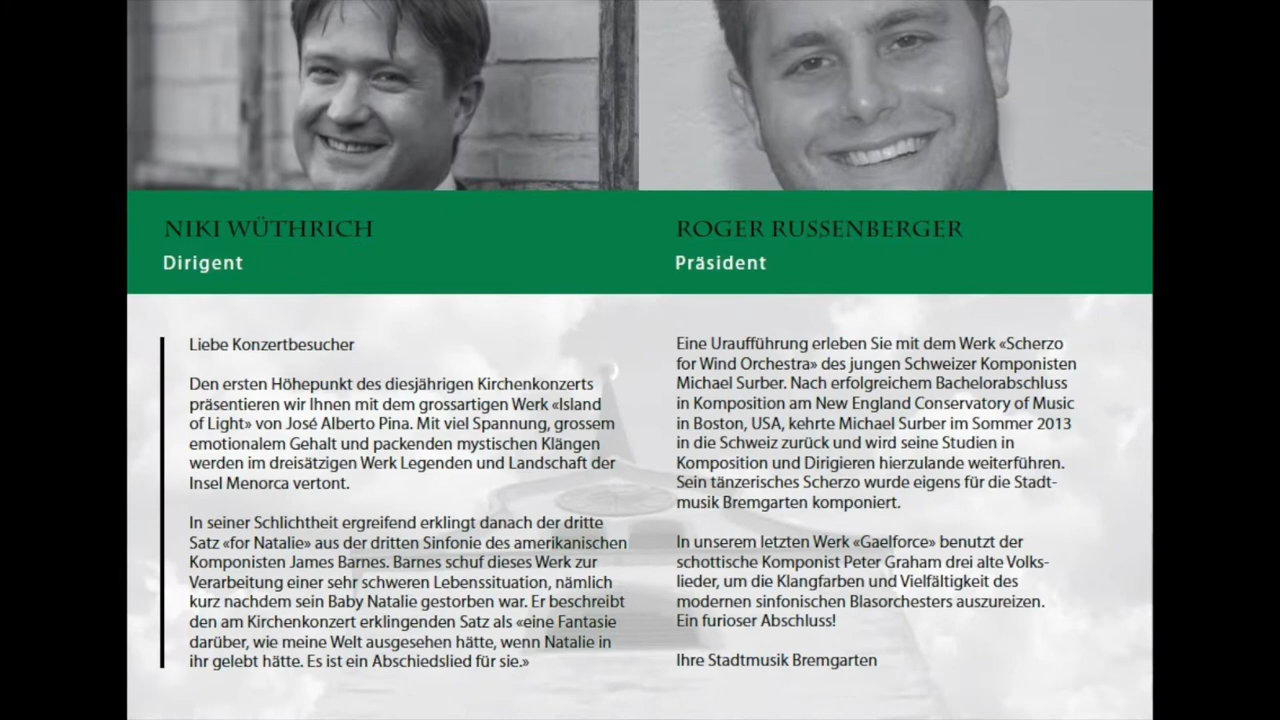 NIKI WÜTHRICH
Dirigent
ROGER RUSSENBERGER
Präsident
Liebe Konzertbesucher
Den ersten Höhepunkt des diesjährigen Kirchenkonzerts
präsentieren wir Ihnen mit dem grossartigen Werk «Island
of Light» von José Alberto Pina. Mit viel Spannung, grossem
emotionalem Gehalt und packenden mystischen Klängen
werden im dreisätzigen Werk Legenden und Landschaft der
Insel Menorca vertont.
In seiner Schlichtheit ergreifend erklingt danach der dritte
Satz «for Natalie» aus der dritten Sinfonie des amerikanischen
Komponisten James Barnes. Barnes schuf dieses Werk zur
Verarbeitung einer sehr schweren Lebenssituation, nämlich
kurz nachdem sein Baby Natalie gestorben war. Er beschreibt
den am Kirchenkonzert erklingenden Satz als «eine Fantasie
darüber, wie meine Welt ausgesehen hätte, wenn Natalie in
ihr gelebt hätte. Es ist ein Abschiedslied für sie.»
Eine Uraufführung erleben Sie mit dem Werk «Scherzo
for Wind Orchestra» des jungen Schweizer Komponisten
Michael Surber. Nach erfolgreichem Bachelorabschluss
in Komposition am New England Conservatory of Music
in Boston, USA, kehrte Michael Surber im Sommer 2013
in die Schweiz zurück und wird seine Studien in
Komposition und Dirigieren hierzulande weiterführen.
Sein tänzerisches Scherzo wurde eigens für die Stadt-
musik Bremgarten komponiert.
In unserem letzten Werk «Gaelforce» benutzt der
schottische Komponist Peter Graham drei alte Volks-
lieder, um die Klangfarben und Vielfältigkeit des
modernen sinfonischen Blasorchesters auszureizen.
Ein furioser Abschluss!
Ihre Stadtmusik Bremgarten